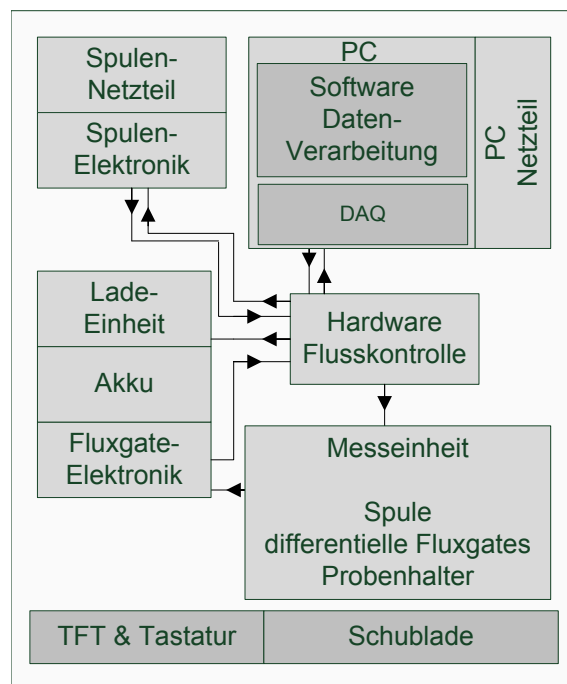 Spulen-
Netzteil
Spulen-
Elektronik
PC
Software
Daten-
Verarbeitung
DAQ
PC
Netzteil
Lade-
Einheit
Akku
Fluxgate-
Elektronik
Hardware
Flusskontrolle
Messeinheit
Spule
differentielle Fluxgates
Probenhalter
TFT & Tastatur
Schublade